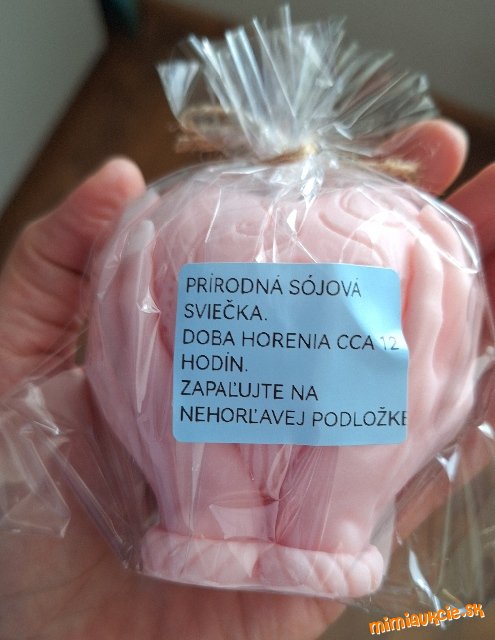 PRÍRODNÁ SÓJOVÁ
SVIEČKA.
DOBA HORENIA CCA 12
HODÍN.
ZAPAĽUJTE NA
NEHORĽAVEJ PODLOŽKE
mimiaukcie.sk